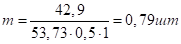 m = 42,9 / 53,73·0,5·1 = 0,79шт